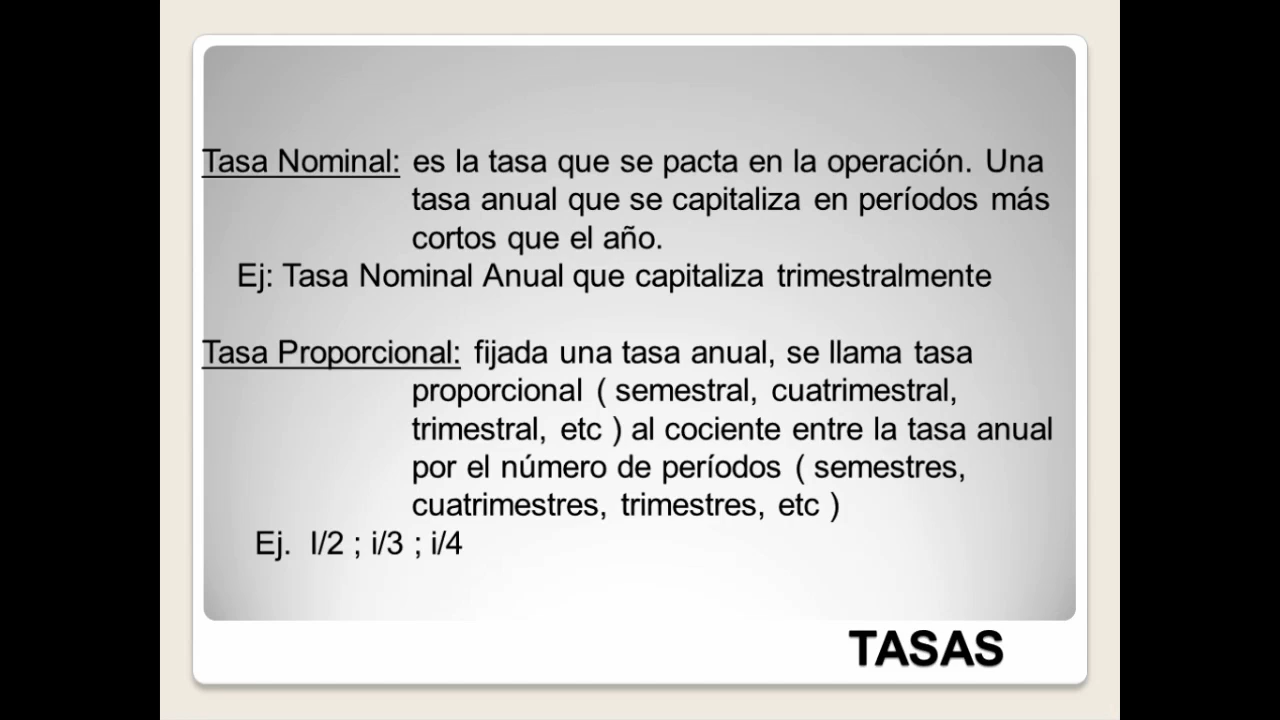 Tasa Nominal: es la tasa que se pacta en la operación. Una
tasa anual que se capitaliza en períodos más
cortos que el año.
Ej: Tasa Nominal Anual que capitaliza trimestralmente
Tasa Proporcional: fijada una tasa anual, se llama tasa
proporcional ( semestral, cuatrimestral,
trimestral, etc ) al cociente entre la tasa anual
por el número de períodos ( semestres,
cuatrimestres, trimestres, etc )
Ej. I/2 ; i/3 ; i/4
TASAS